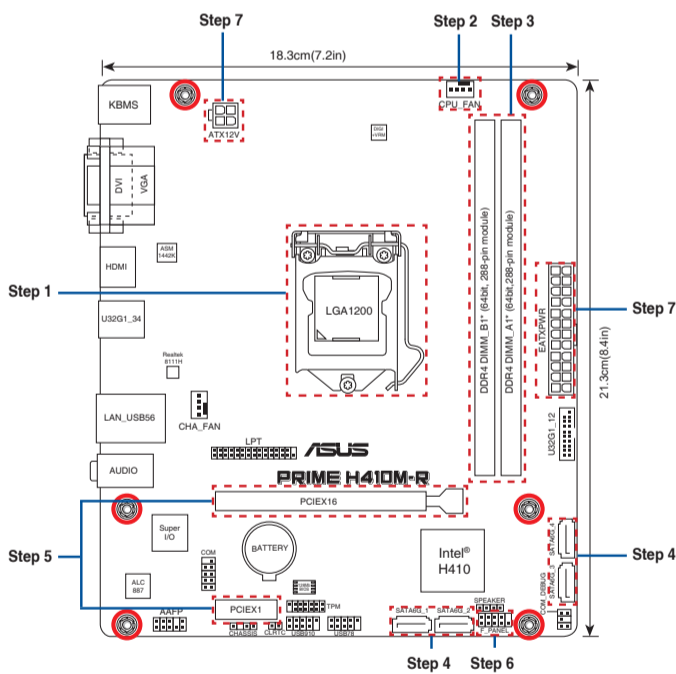 Step 7
Step 2
Step 3
18.3cm(7.2in)
KBMS
ATX12V
CPU_FAN
DIGI
+VRM
DVI
VGA
ASM
1442K
HDMI
Step 1
LGA1200
DDR4 DIMM_B1* (64bit, 288-pin module)
DDR4 DIMM_A1* (64bit,288-pin module)
EATXPWR
Step 7
21.3cm(8.4in)
U32G1_34
Realtek
8111H
LAN_USB56
CHA_FAN
U32G1_12
LPT
ASUS
PRIME H410M-R
AUDIO
PCIEX16
Step 5
Super
I/O
BATTERY
Intel®
H410
SATA6G_4
SATA6G_3
Step 4
COM
ALC
887
PCIEX1
TPM
SPEAKER
COM_DEBUG
AAFP
CHASSIS
CLRTC
USB910
USB78
SATA6G_1
SATA6G_2
F_PANEL
Step 4
Step 6